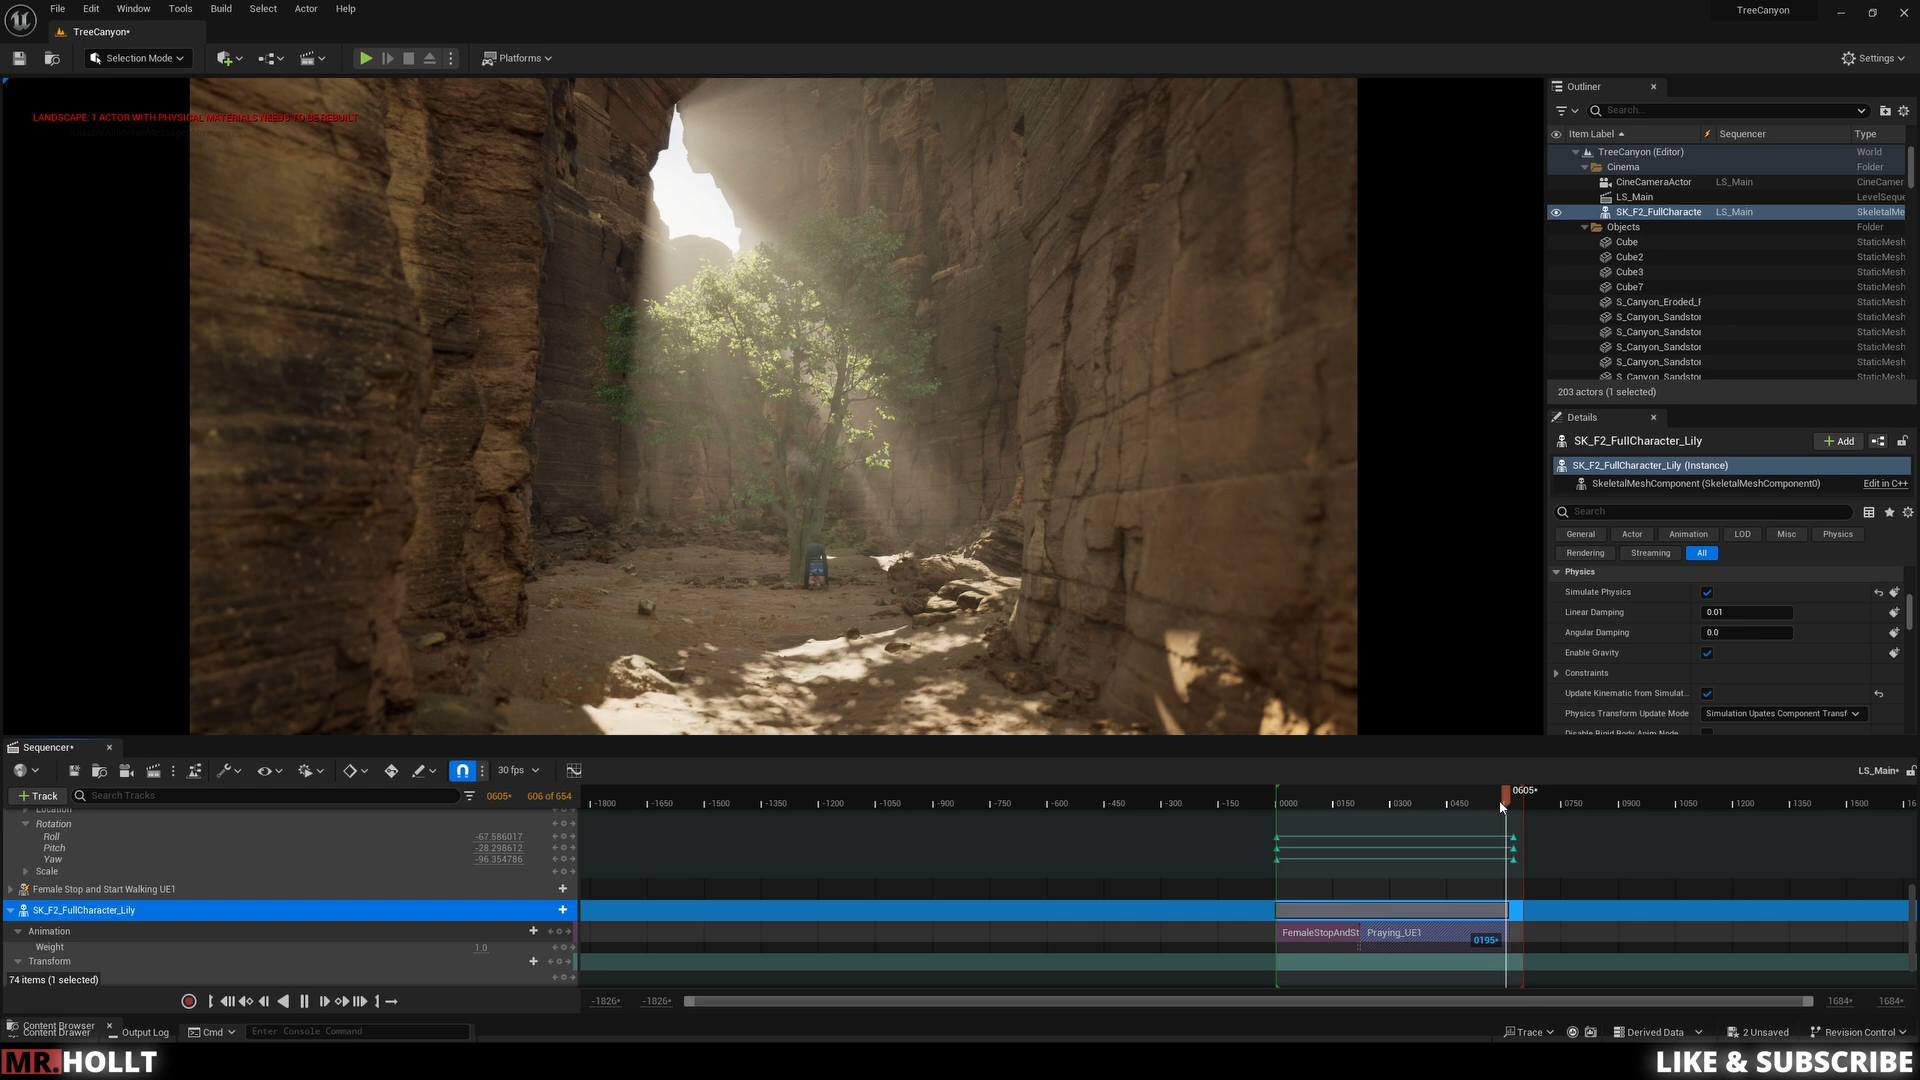 File Edit Window Tools Build Select Actor Help
TreeCanyon
TreeCanyon*
Selection Mode
Platforms
Settings
LANDSCAPE: 1 ACTOR WITH PHYSICAL MATERIALS NEEDS TO BE REBUILT
Outliner
Search...
Item Label Sequencer Type
TreeCanyon (Editor) World
Cinema Folder
CineCameraActor LS_Main CineCamer
LS_Main LevelSeque
SK_F2_FullCharacte LS_Main SkeletalMe
Objects Folder
Cube StaticMesh
Cube2 StaticMesh
Cube3 StaticMesh
Cube7 StaticMesh
S_Canyon_Eroded_F StaticMesh
S_Canyon_Sandstor StaticMesh
S_Canyon_Sandstor StaticMesh
S_Canyon_Sandstor StaticMesh
S_Canyon_Sandstor StaticMesh
S_Canyon_Sandstor StaticMesh
203 actors (1 selected)
Details
SK_F2_FullCharacter_Lily
Add
SK_F2_FullCharacter_Lily (Instance)
SkeletalMeshComponent (SkeletalMeshComponent0) Edit in C++
Search
General Actor Animation LOD Misc Physics
Rendering Streaming All
Physics
Simulate Physics
Linear Damping 0.01
Angular Damping 0.0
Enable Gravity
Constraints
Update Kinematic from Simulat...
Physics Transform Update Mode Simulation Upates Component Transf
Sequencer*
30 fps
LS_Main*
Track
Search Tracks
0605*
606 of 654
-1800 -1650 -1500 -1350 -1200 -1050 -900 -750 -600 -450 -300 -150 0000 0150 0300 0450 0605* 0750 0900 1050 1200 1350 1500 16
Location
Rotation
Roll -67.586017
Pitch -28.298612
Yaw -96.354786
Scale
Female Stop and Start Walking UE1
SK_F2_FullCharacter_Lily
Animation
FemaleStopAndSt Praying_UE1 0195*
Weight 1.0
Transform
74 items (1 selected)
-1826* -1826* 1684* 1684*
Content Browser
Content Drawer Output Log Cmd Enter Console Command
Trace Derived Data 2 Unsaved Revision Control
MR.HOLLT
LIKE & SUBSCRIBE